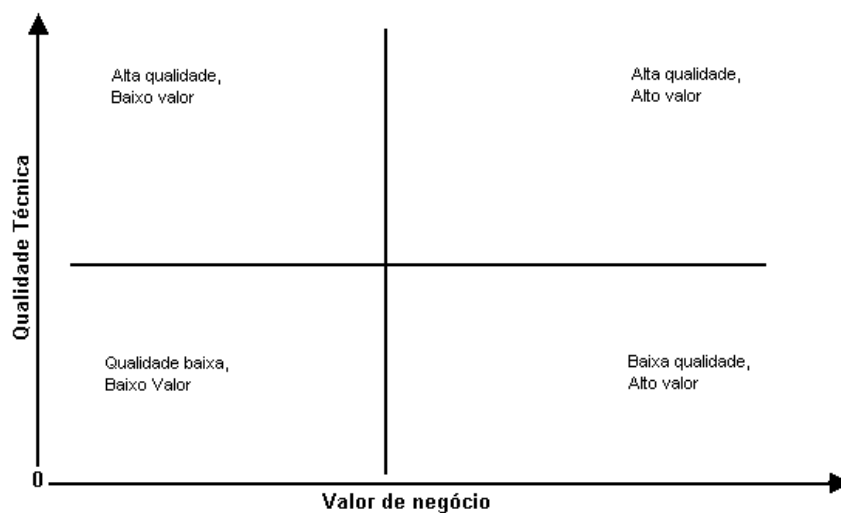 Alta qualidade,
Baixo valor
Alta qualidade,
Alto valor
Qualidade Técnica
Qualidade baixa,
Baixo Valor
Baixa qualidade,
Alto valor
0
Valor de negócio